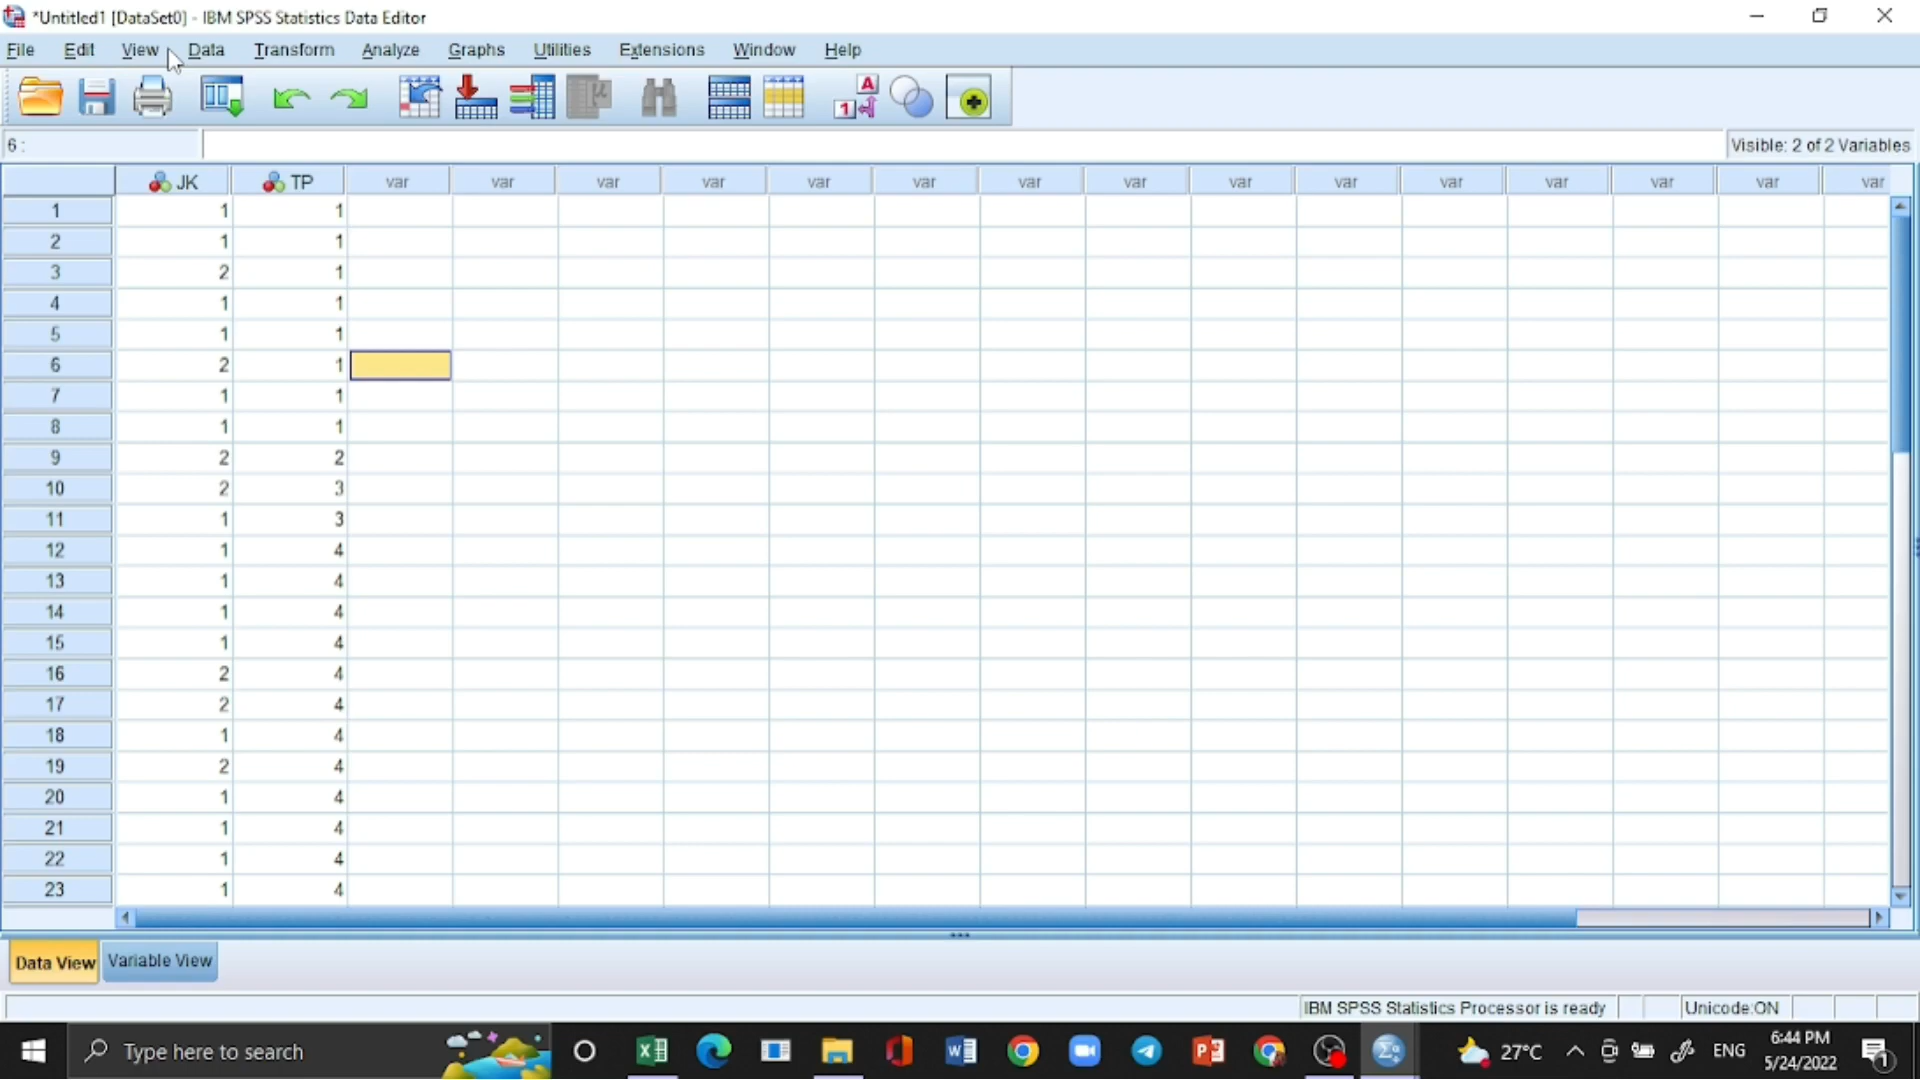 *Untitled1 [DataSet0] - IBM SPSS Statistics Data Editor
File Edit View Data Transform Analyze Graphs Utilities Extensions Window Help
A
1
6 :
Visible: 2 of 2 Variables
JK TP var var var var var var var var var var var var var var var
1 1 1
2 1 1
3 2 1
4 1 1
5 1 1
6 2 1
7 1 1
8 1 1
9 2 2
10 2 3
11 1 3
12 1 4
13 1 4
14 1 4
15 1 4
16 2 4
17 2 4
18 1 4
19 2 4
20 1 4
21 1 4
22 1 4
23 1 4
Data View Variable View
IBM SPSS Statistics Processor is ready Unicode:ON
Type here to search 27°C ENG 6:44 PM
5/24/2022
1